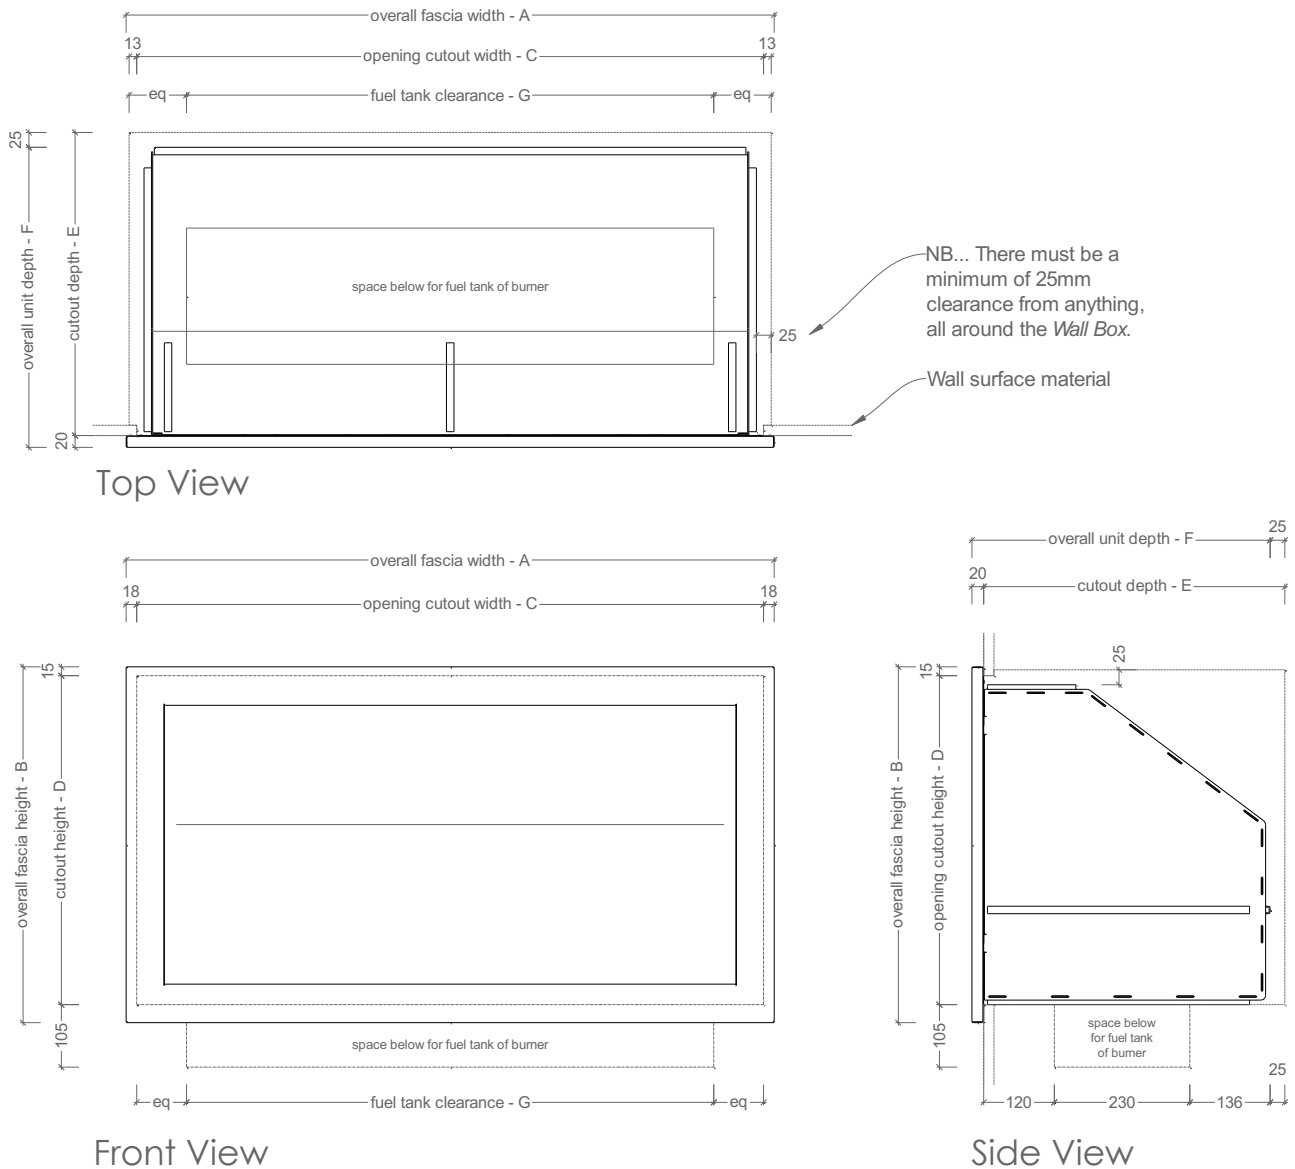 overall fascia width - A
13
opening cutout width - C
13
eq
fuel tank clearance - G
eq
25
overall unit depth - F
cutout depth - E
space below for fuel tank of burner
25
20
NB... There must be a
minimum of 25mm
clearance from anything,
all around the Wall Box.
Wall surface material
Top View
overall fascia width - A
18
opening cutout width - C
18
15
overall fascia height - B
cutout height - D
105
space below for fuel tank of burner
eq
fuel tank clearance - G
eq
Front View
25
overall unit depth - F
20
cutout depth - E
15
25
overall fascia height - B
opening cutout height - D
105
space below
for fuel tank
of burner
25
120
230
136
Side View